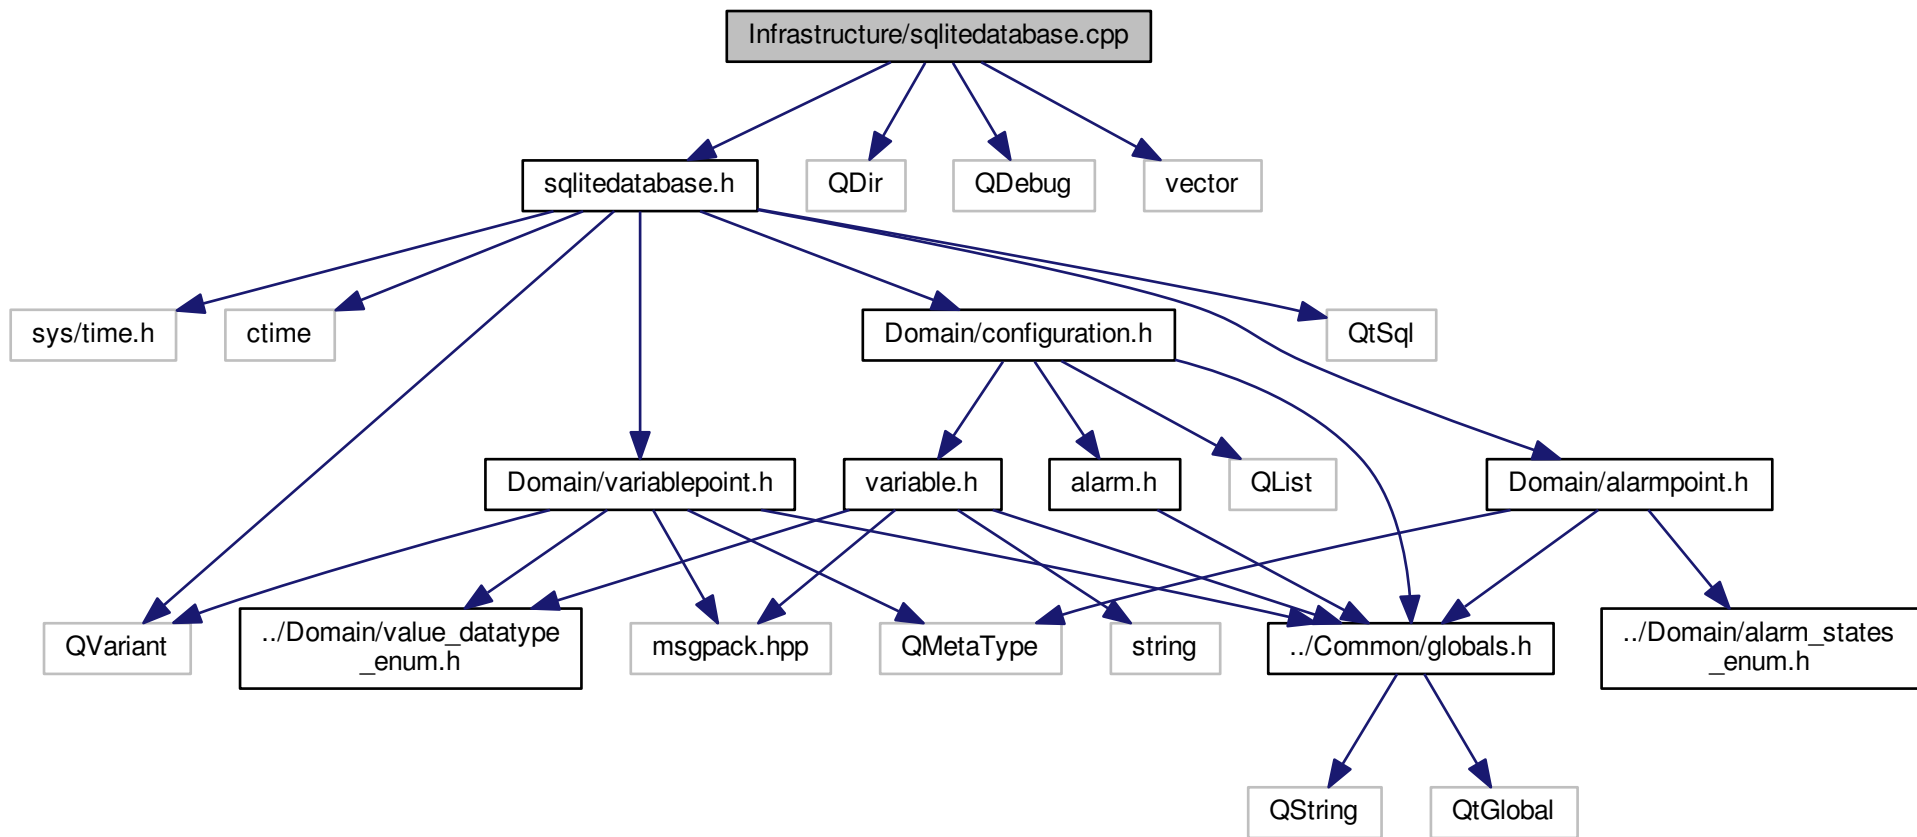 Infrastructure/sqlitedatabase.cpp
sqlitedatabase.h
QDir
QDebug
vector
sys/time.h
ctime
Domain/configuration.h
QtSql
Domain/variablepoint.h
variable.h
alarm.h
QList
Domain/alarmpoint.h
QVariant
../Domain/value_datatype
_enum.h
msgpack.hpp
QMetaType
string
../Common/globals.h
../Domain/alarm_states
_enum.h
QString
QtGlobal